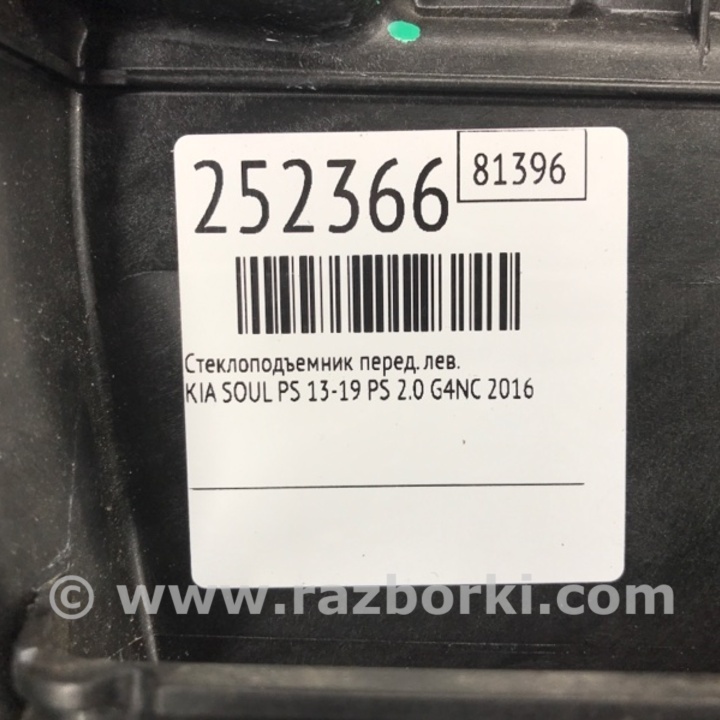 252366
81396
Стеклоподъемник перед. лев.
KIA SOUL PS 13-19 PS 2.0 G4NC 2016
© www.razborki.com